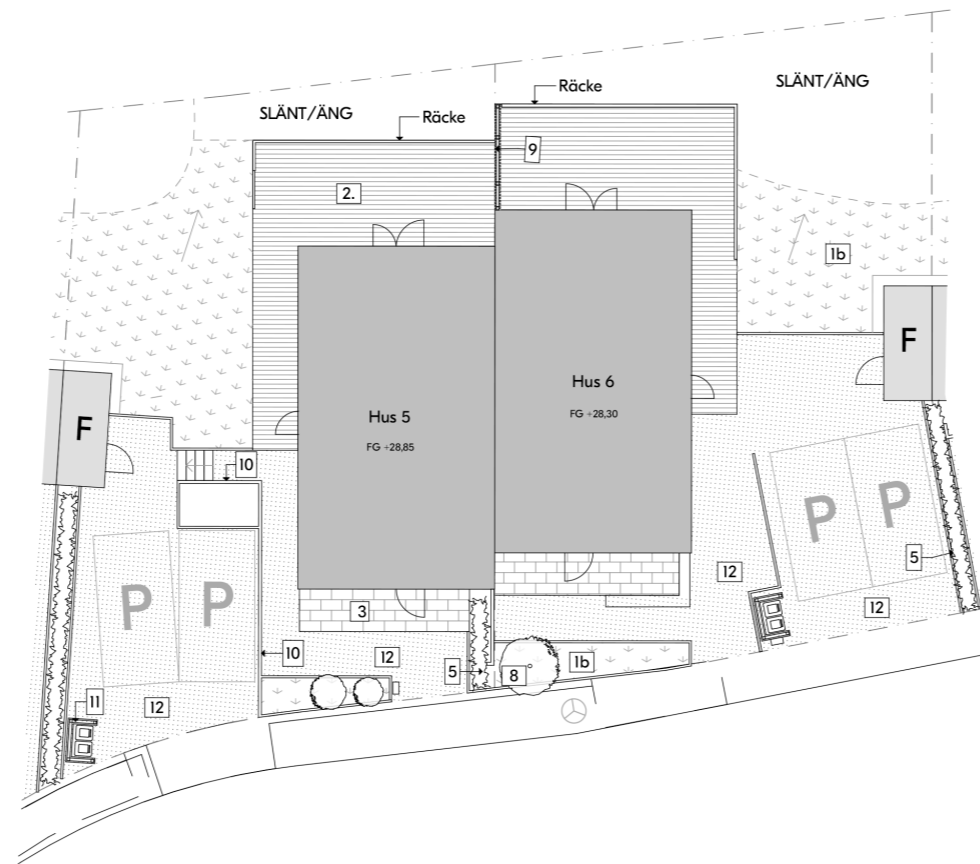 SLÄNT/ÄNG
Räcke
SLÄNT/ÄNG
Räcke
9
2.
1b
F
Hus 6
FG +28,30
Hus 5
FG +28,85
F
10
P P
5
12
P P
3
12
10
12
5
8
1b
11
12